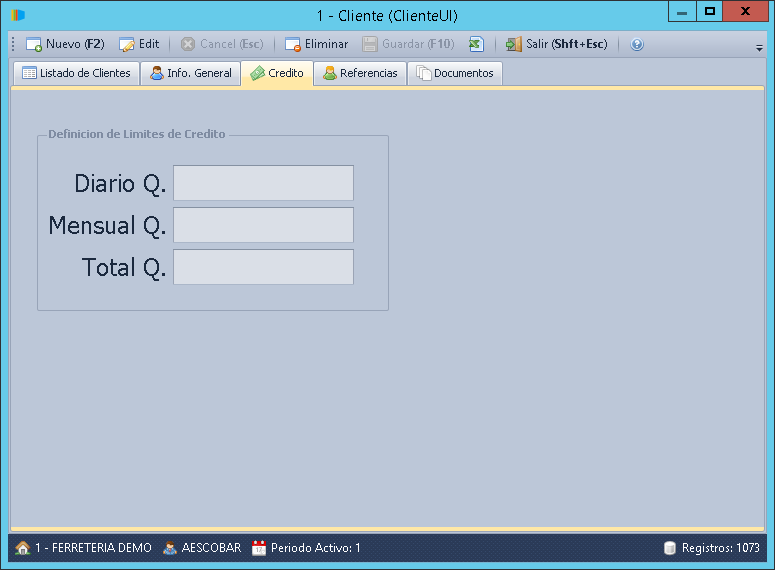 1 - Cliente (ClienteUI)
Nuevo (F2) Edit Cancel (Esc) Eliminar Guardar (F10) Salir (Shft+Esc)
Listado de Clientes Info. General Credito Referencias Documentos
Definicion de Limites de Credito
Diario Q.
Mensual Q.
Total Q.
1 - FERRETERIA DEMO AESCOBAR Periodo Activo: 1 Registros: 1073